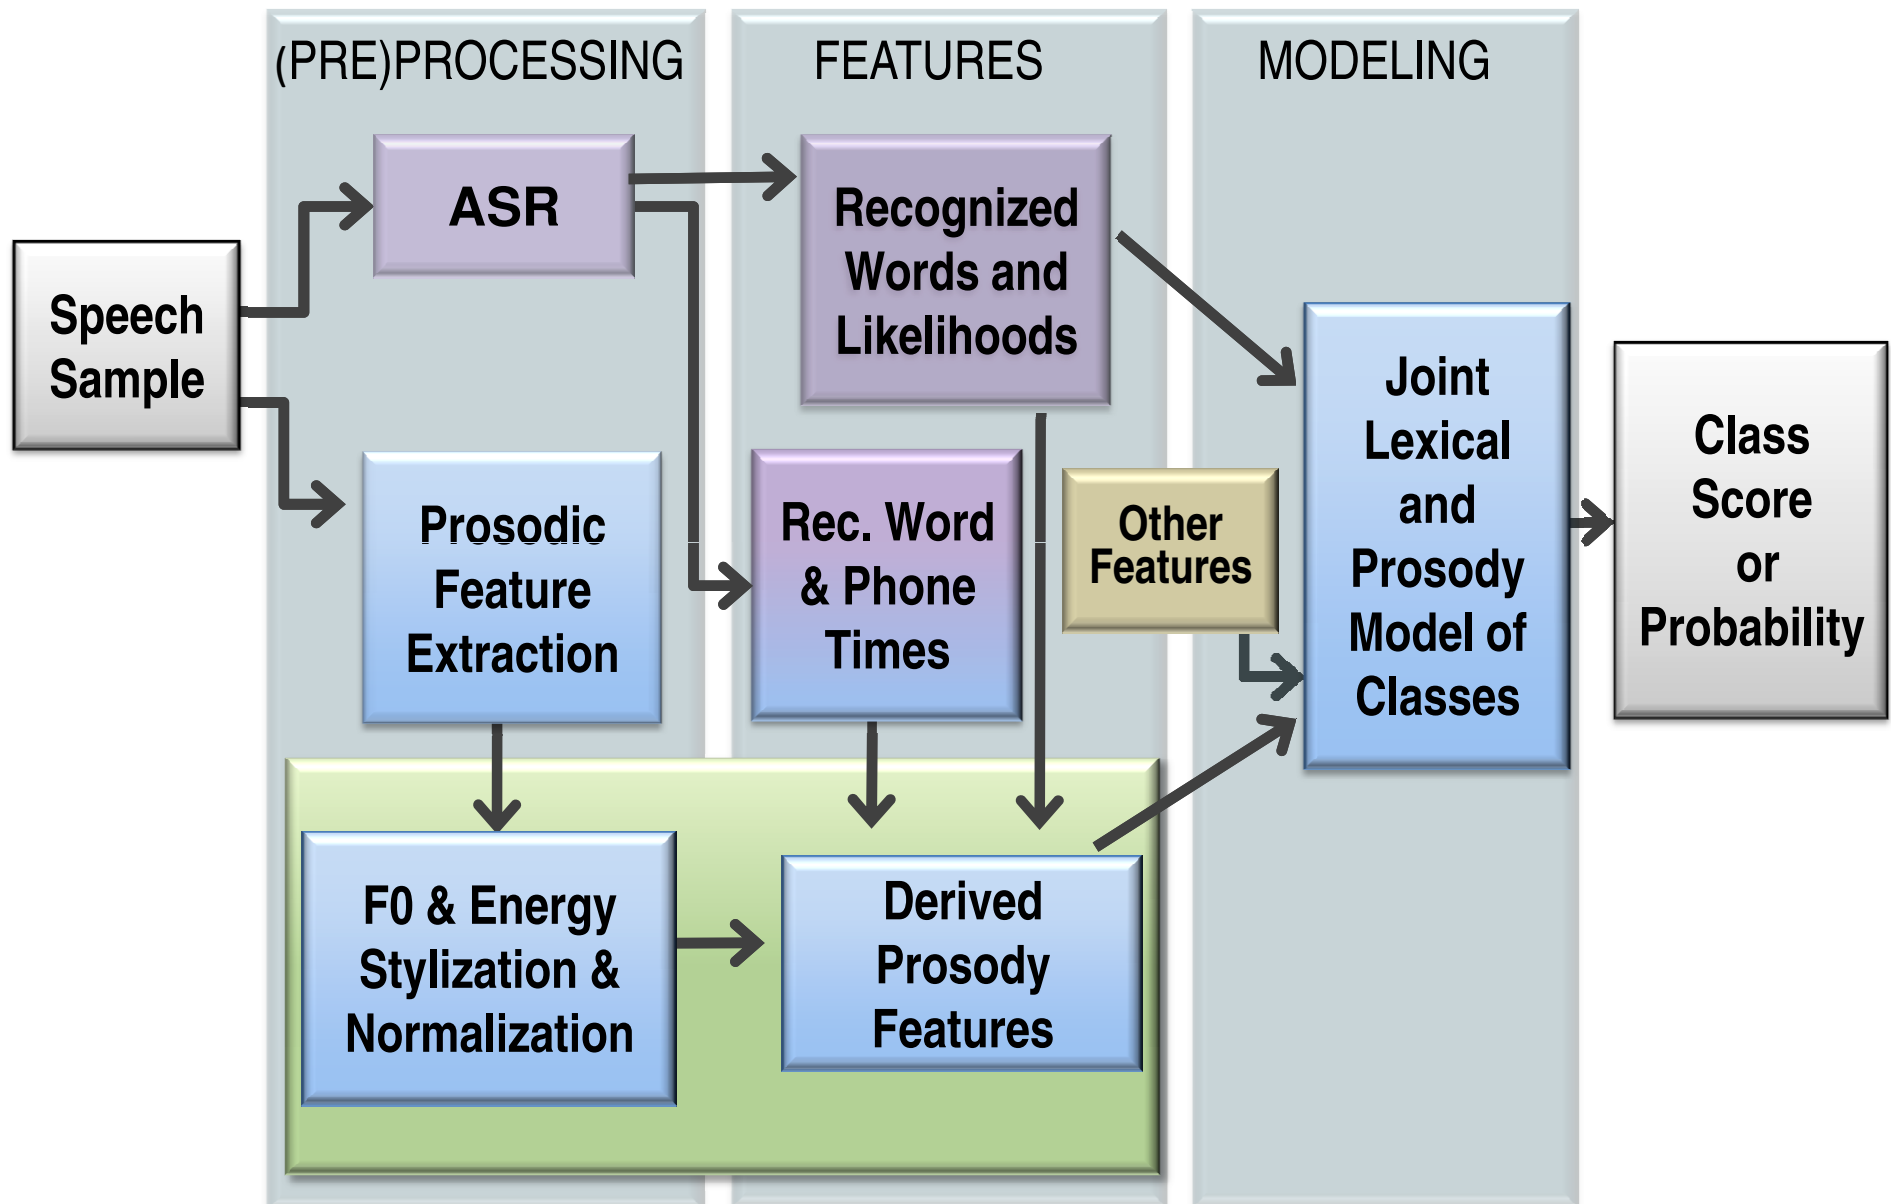 (PRE)PROCESSING
FEATURES
MODELING
Speech
Sample
ASR
Prosodic
Feature
Extraction
F0 & Energy
Stylization &
Normalization
Recognized
Words and
Likelihoods
Rec. Word
& Phone
Times
Derived
Prosody
Features
Other
Features
Joint
Lexical
and
Prosody
Model of
Classes
Class
Score
or
Probability